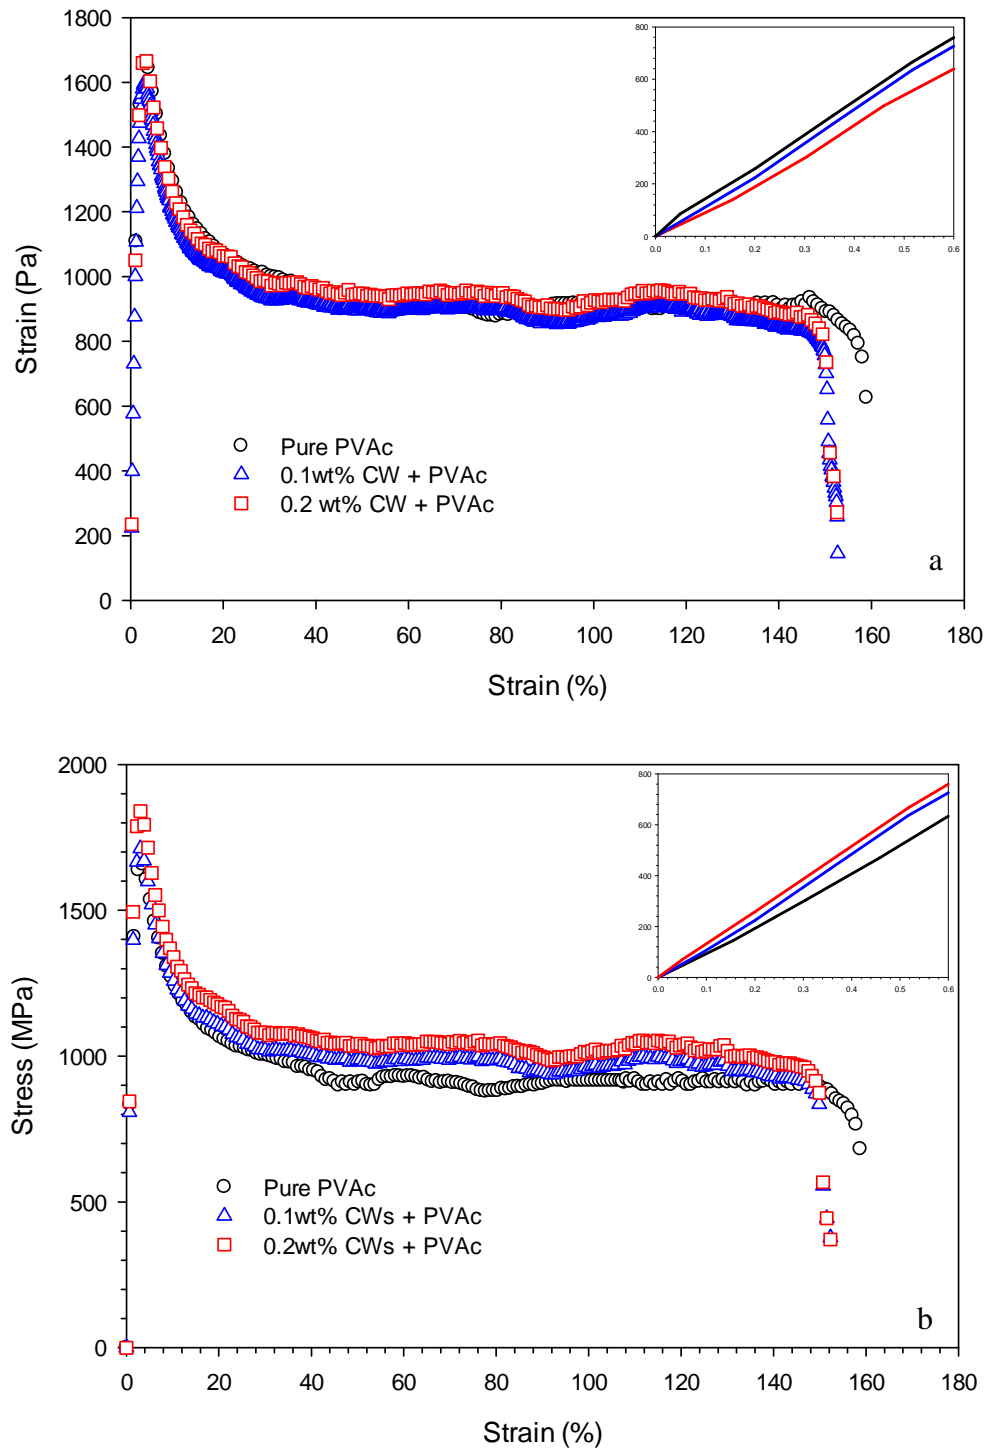 1800
1600
1400
1200
1000
800
600
400
200
0
Strain (Pa)
800
600
400
200
0
0.0 0.1 0.2 0.3 0.4 0.5 0.6
Pure PVAc
0.1wt% CW + PVAc
0.2 wt% CW + PVAc
a
0 20 40 60 80 100 120 140 160 180
Strain (%)
2000
1500
1000
500
0
Stress (MPa)
800
600
400
200
0
0.0 0.1 0.2 0.3 0.4 0.5 0.6
Pure PVAc
0.1wt% CWs + PVAc
0.2wt% CWs + PVAc
b
0 20 40 60 80 100 120 140 160 180
Strain (%)